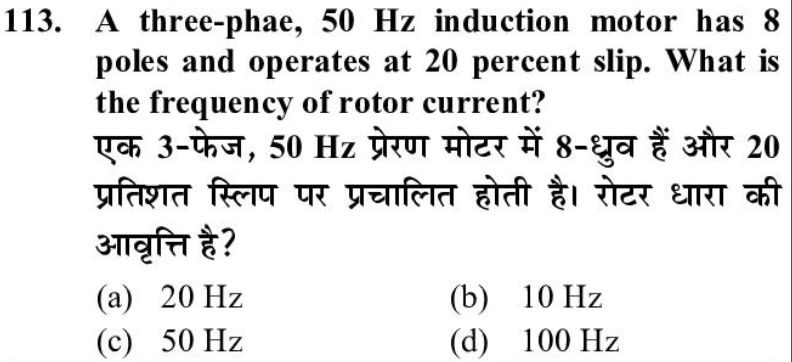 113. A three-phae, 50 Hz induction motor has 8
poles and operates at 20 percent slip. What is
the frequency of rotor current?
एक 3-फेज, 50 Hz प्रेरण मोटर में 8-ध्रुव हैं और 20
प्रतिशत स्लिप पर प्रचालित होती है। रोटर धारा की
आवृत्ति है?
(a) 20 Hz (b) 10 Hz
(c) 50 Hz (d) 100 Hz